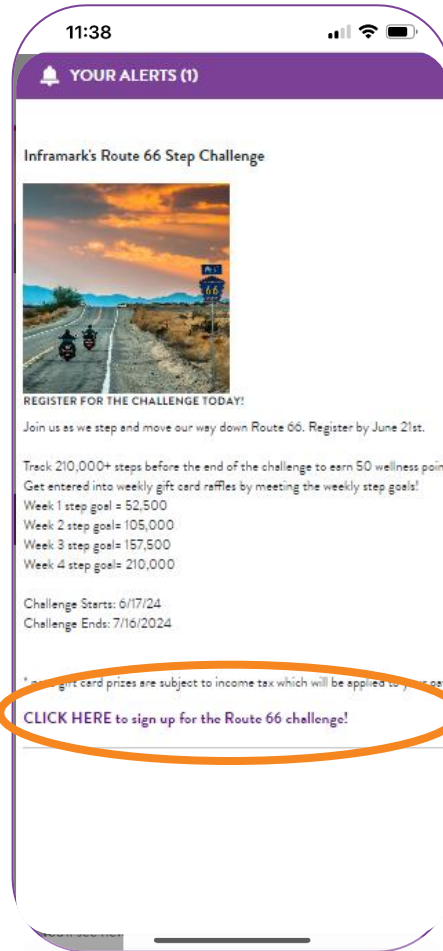 11:38
YOUR ALERTS (1)
Inframark's Route 66 Step Challenge
66
REGISTER FOR THE CHALLENGE TODAY!
Join us as we step and move our way down Route 66. Register by June 21st.
Track 210,000+ steps before the end of the challenge to earn 50 wellness poin
Get entered into weekly gift card raffles by meeting the weekly step goals!
Week 1 step goal = 52,500
Week 2 step goal= 105,000
Week 3 step goal= 157,500
Week 4 step goal= 210,000
Challenge Starts: 6/17/24
Challenge Ends: 7/16/2024
gift card prizes are subject to income tax which will be applied to your pa
CLICK HERE to sign up for the Route 66 challenge!